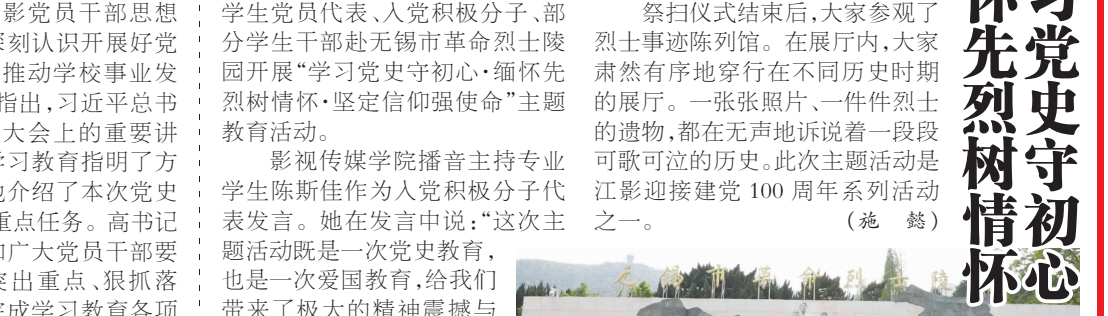 习党史守初心
怀先烈树情怀
影党员干部思想
深刻认识开展好党
推动学校事业发
指出，习近平总书
大会上的重要讲
学习教育指明了方
介绍了本次党史
重点任务。高书记
广大党员干部要
突出重点、狠抓落
成学习教育各项
学生党员代表、入党积极分子、部
分学生干部赴无锡市革命烈士陵
园开展“学习党史守初心·缅怀先
烈树情怀·坚定信仰强使命”主题
教育活动。
影视传媒学院播音主持专业
学生陈斯佳作为入党积极分子代
表发言。她在发言中说：“这次主
题活动既是一次党史教育，
也是一次爱国教育，给我们
带来了极大的精神震撼与
祭扫仪式结束后，大家参观了
烈士事迹陈列馆。在展厅内，大家
肃然有序地穿行在不同历史时期
的展厅。一张张照片、一件件烈士
的遗物，都在无声地诉说着一段段
可歌可泣的历史。此次主题活动是
江影迎接建党 100 周年系列活动
之一。
（施 懿）
无锡市革命烈士陵